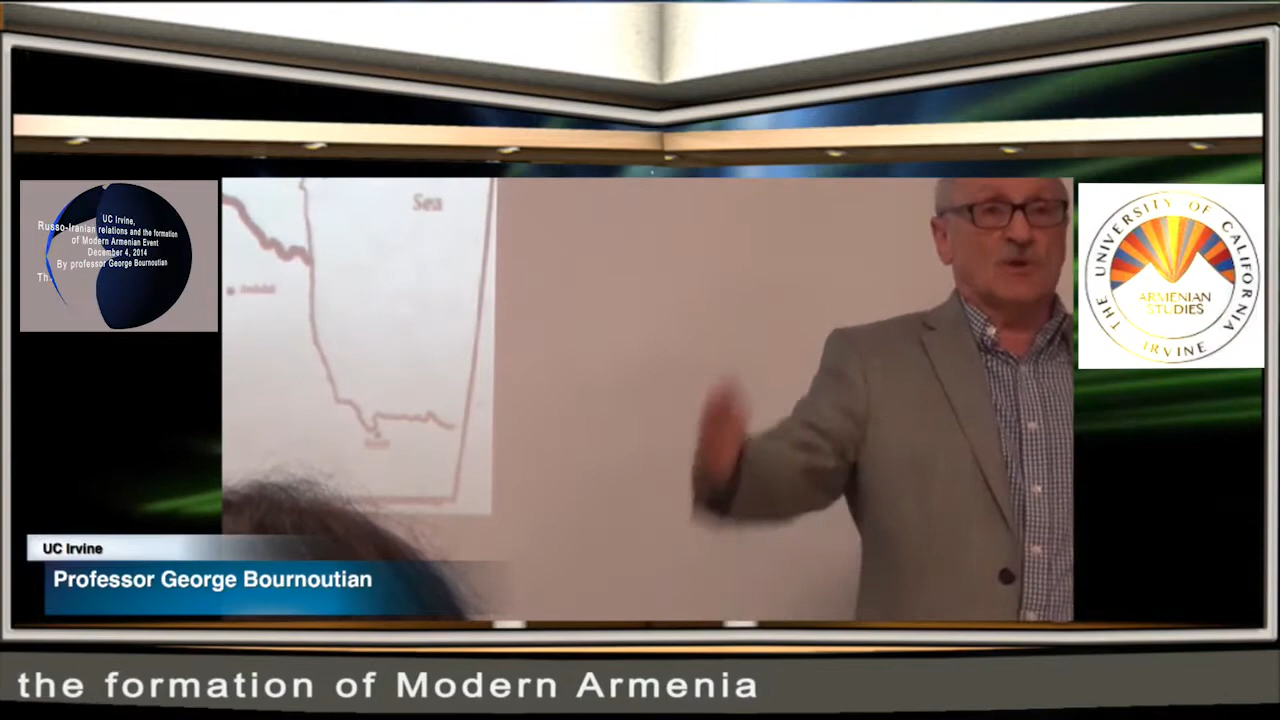 UC Irvine,
Russo-Iranian relations and the formation
of Modern Armenian Event
December 4, 2014
By professor George Bournoutian
Th
Sea
THE UNIVERSITY OF CALIFORNIA
ARMENIAN
STUDIES
IRVINE
UC Irvine
Professor George Bournoutian
the formation of Modern Armenia